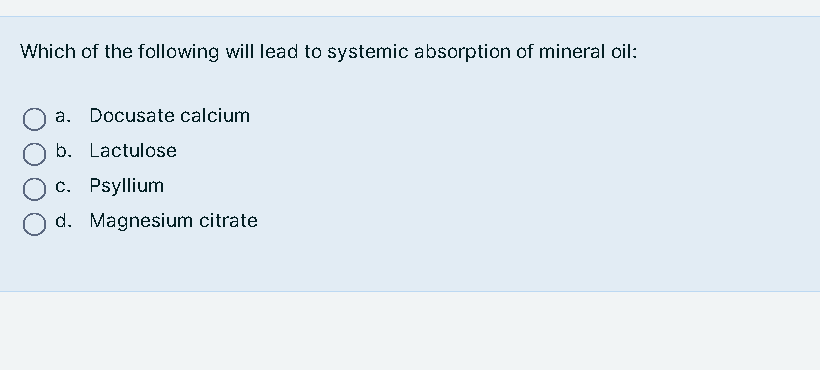 Which of the following will lead to systemic absorption of mineral oil:
a. Docusate calcium
b. Lactulose
c. Psyllium
d. Magnesium citrate